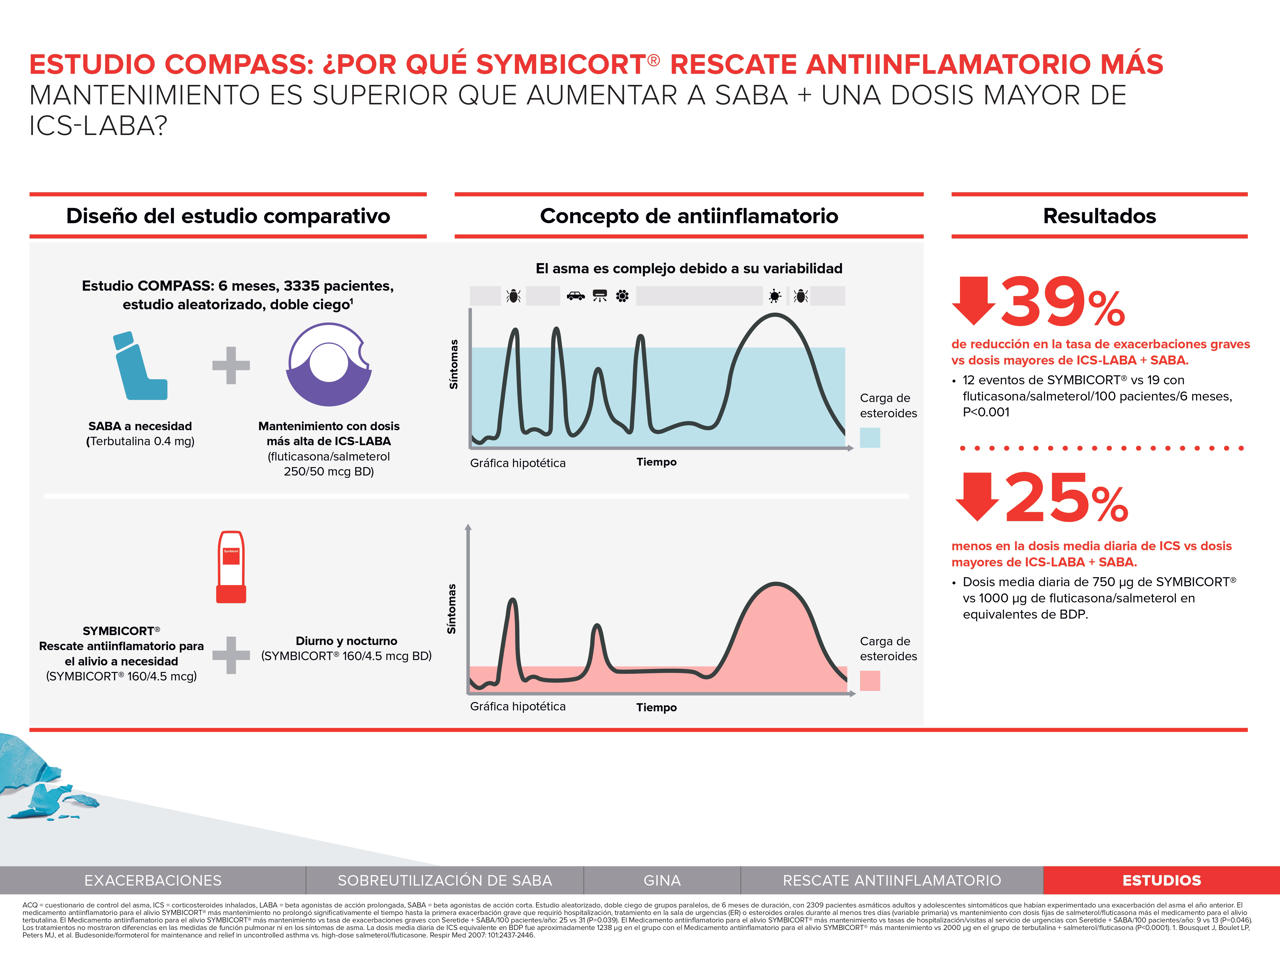 ESTUDIO COMPASS: ¿POR QUÉ SYMBICORT® RESCATE ANTIINFLAMATORIO MÁS
MANTENIMIENTO ES SUPERIOR QUE AUMENTAR A SABA + UNA DOSIS MAYOR DE
ICS-LABA?
Diseño del estudio comparativo
Estudio COMPASS: 6 meses, 3335 pacientes,
estudio aleatorizado, doble ciego¹
SABA a necesidad
(Terbutalina 0.4 mg)
Mantenimiento con dosis
más alta de ICS-LABA
(fluticasona/salmeterol
250/50 mcg BD)
Symbicort
SYMBICORT®
Rescate antiinflamatorio para
el alivio a necesidad
(SYMBICORT® 160/4.5 mcg)
Diurno y nocturno
(SYMBICORT® 160/4.5 mcg BD)
Concepto de antiinflamatorio
El asma es complejo debido a su variabilidad
Síntomas
Carga de
esteroides
Gráfica hipotética
Tiempo
Síntomas
Carga de
esteroides
Gráfica hipotética
Tiempo
Resultados
39%
de reducción en la tasa de exacerbaciones graves
vs dosis mayores de ICS-LABA + SABA.
• 12 eventos de SYMBICORT® vs 19 con
fluticasona/salmeterol/100 pacientes/6 meses,
P<0.001
25%
menos en la dosis media diaria de ICS vs dosis
mayores de ICS-LABA + SABA.
• Dosis media diaria de 750 µg de SYMBICORT®
vs 1000 µg de fluticasona/salmeterol en
equivalentes de BDP.
EXACERBACIONES
SOBREUTILIZACIÓN DE SABA
GINA
RESCATE ANTIINFLAMATORIO
ESTUDIOS
ACQ = cuestionario de control del asma, ICS = corticosteroides inhalados, LABA = beta agonistas de acción prolongada, SABA = beta agonistas de acción corta. Estudio aleatorizado, doble ciego de grupos paralelos, de 6 meses de duración, con 2309 pacientes asmáticos adultos y adolescentes sintomáticos que habían experimentado una exacerbación del asma el año anterior. El
medicamento antiinflamatorio para el alivio SYMBICORT® más mantenimiento no prolongó significativamente el tiempo hasta la primera exacerbación grave que requirió hospitalización, tratamiento en la sala de urgencias (ER) o esteroides orales durante al menos tres días (variable primaria) vs mantenimiento con dosis fijas de salmeterol/fluticasona más el medicamento para el alivio
terbutalina. El Medicamento antiinflamatorio para el alivio SYMBICORT® más mantenimiento vs tasa de exacerbaciones graves con Seretide + SABA/100 pacientes/año: 25 vs 31 (P=0.039). El Medicamento antiinflamatorio para el alivio SYMBICORT® más mantenimiento vs tasas de hospitalización/visitas al servicio de urgencias con Seretide + SABA/100 pacientes/año: 9 vs 13 (P=0.046).
Los tratamientos no mostraron diferencias en las medidas de función pulmonar ni en los síntomas de asma. La dosis media diaria de ICS equivalente en BDP fue aproximadamente 1238 µg en el grupo con el Medicamento antiinflamatorio para el alivio SYMBICORT® más mantenimiento vs 2000 µg en el grupo de terbutalina + salmeterol/fluticasona (P<0.0001). 1. Bousquet J, Boulet LP,
Peters MJ, et al. Budesonide/formoterol for maintenance and relief in uncontrolled asthma vs. high-dose salmeterol/fluticasone. Respir Med 2007: 101:2437-2446.